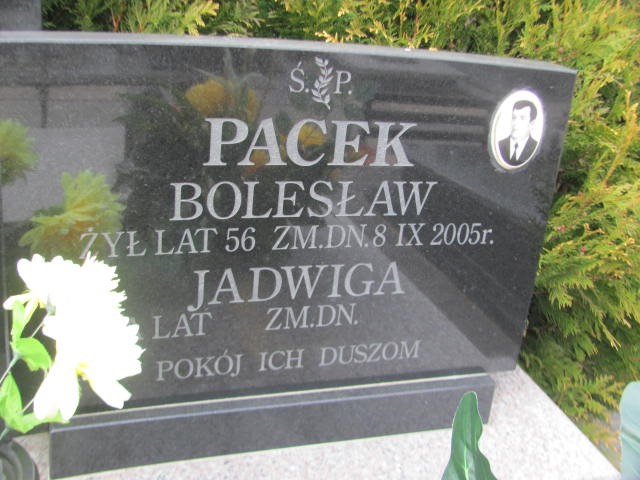 Ś. P.
PACEK
BOLESŁAW
ŻYŁ LAT 56 ZM.DN. 8 IX 2005r.
JADWIGA
LAT ZM.DN.
POKÓJ ICH DUSZOM